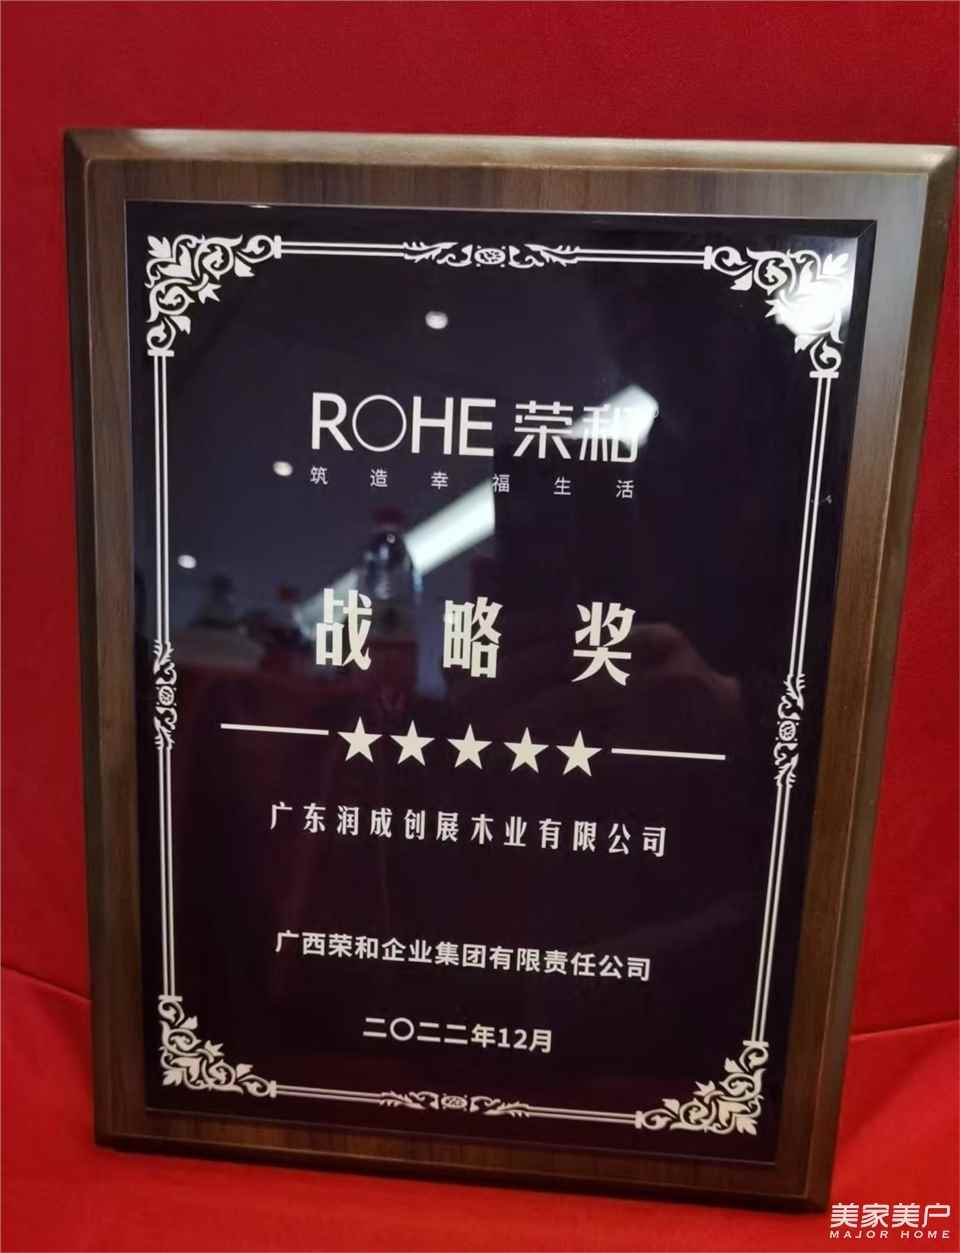 ROHE 荣和
筑造幸福生活
战略奖
★★★★★
广东润成创展木业有限公司
广西荣和企业集团有限责任公司
二〇二二年12月
美家美户
MAJOR HOME